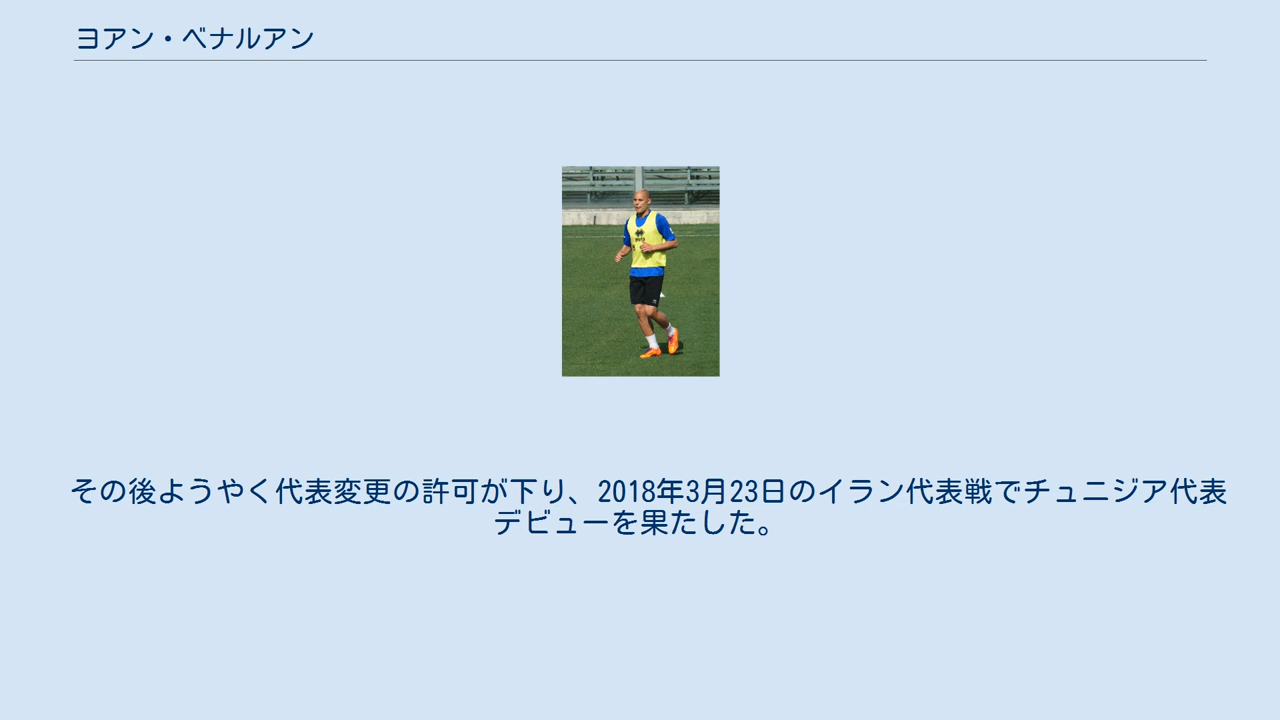 ヨアン・ベナルアン
その後ようやく代表変更の許可が下り、2018年3月23日のイラン代表戦でチュニジア代表
デビューを果たした。